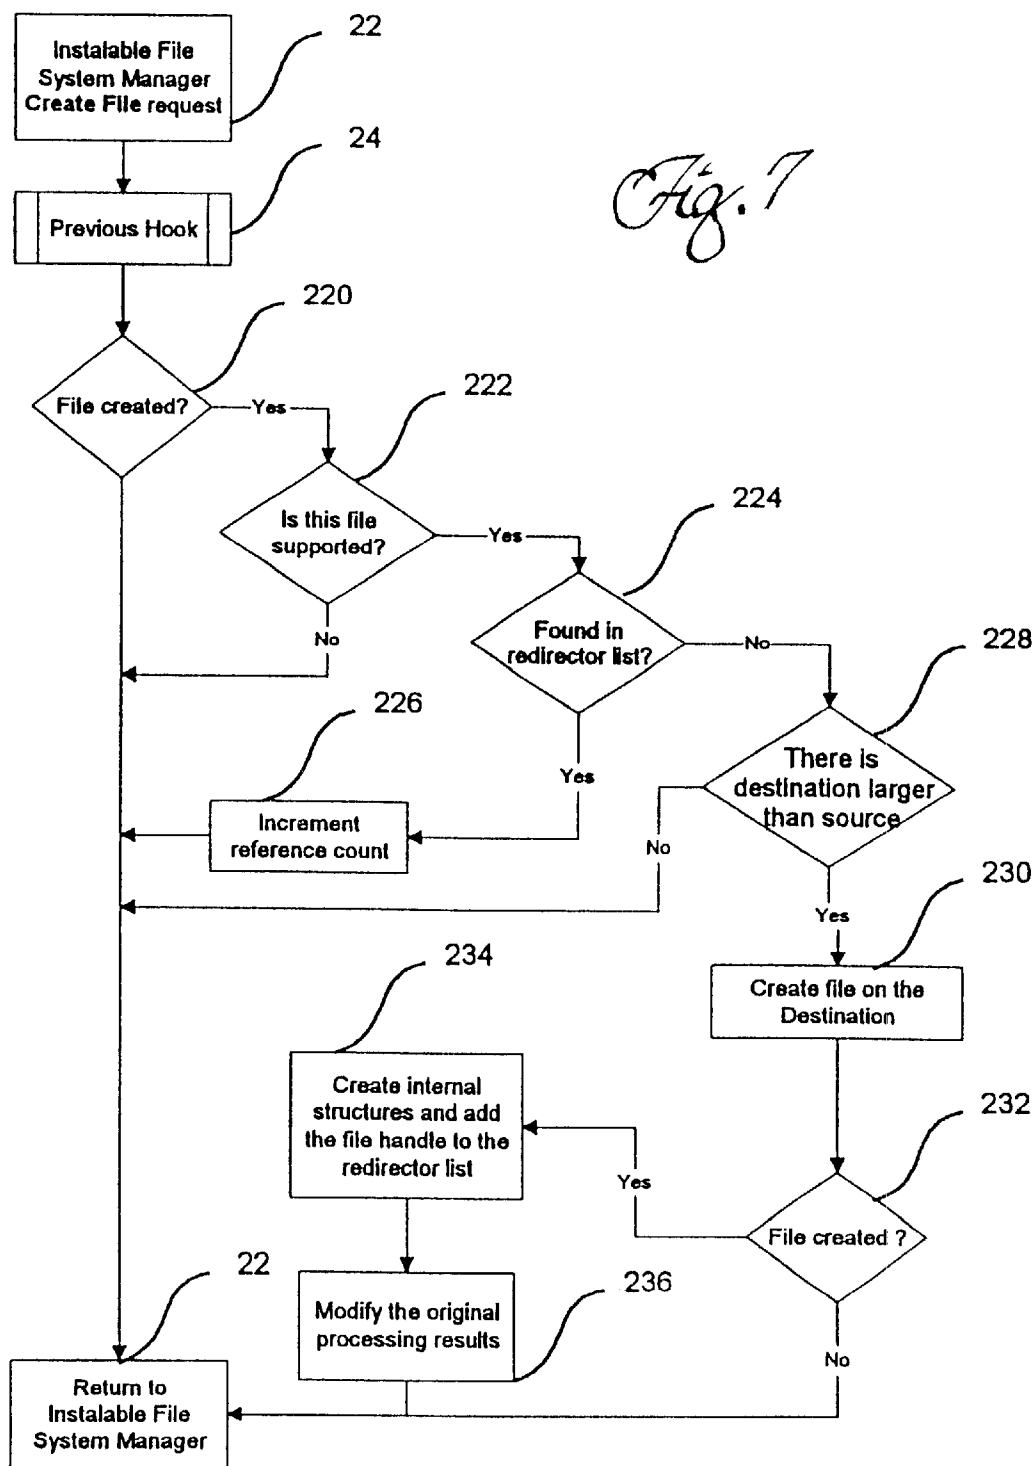 22
Instalable File
System Manager
Create File request
24
Fig. 7
Previous Hook
220
File created?
Yes
222
Is this file
supported?
Yes
224
No
Found in
redirector list?
No
228
226
Yes
There is
destination larger
than source
Increment
reference count
No
230
Yes
234
Create file on the
Destination
Create internal
structures and add
the file handle to the
redirector list
232
Yes
File created ?
22
236
Modify the original
processing results
No
Return to
Instalable File
System Manager